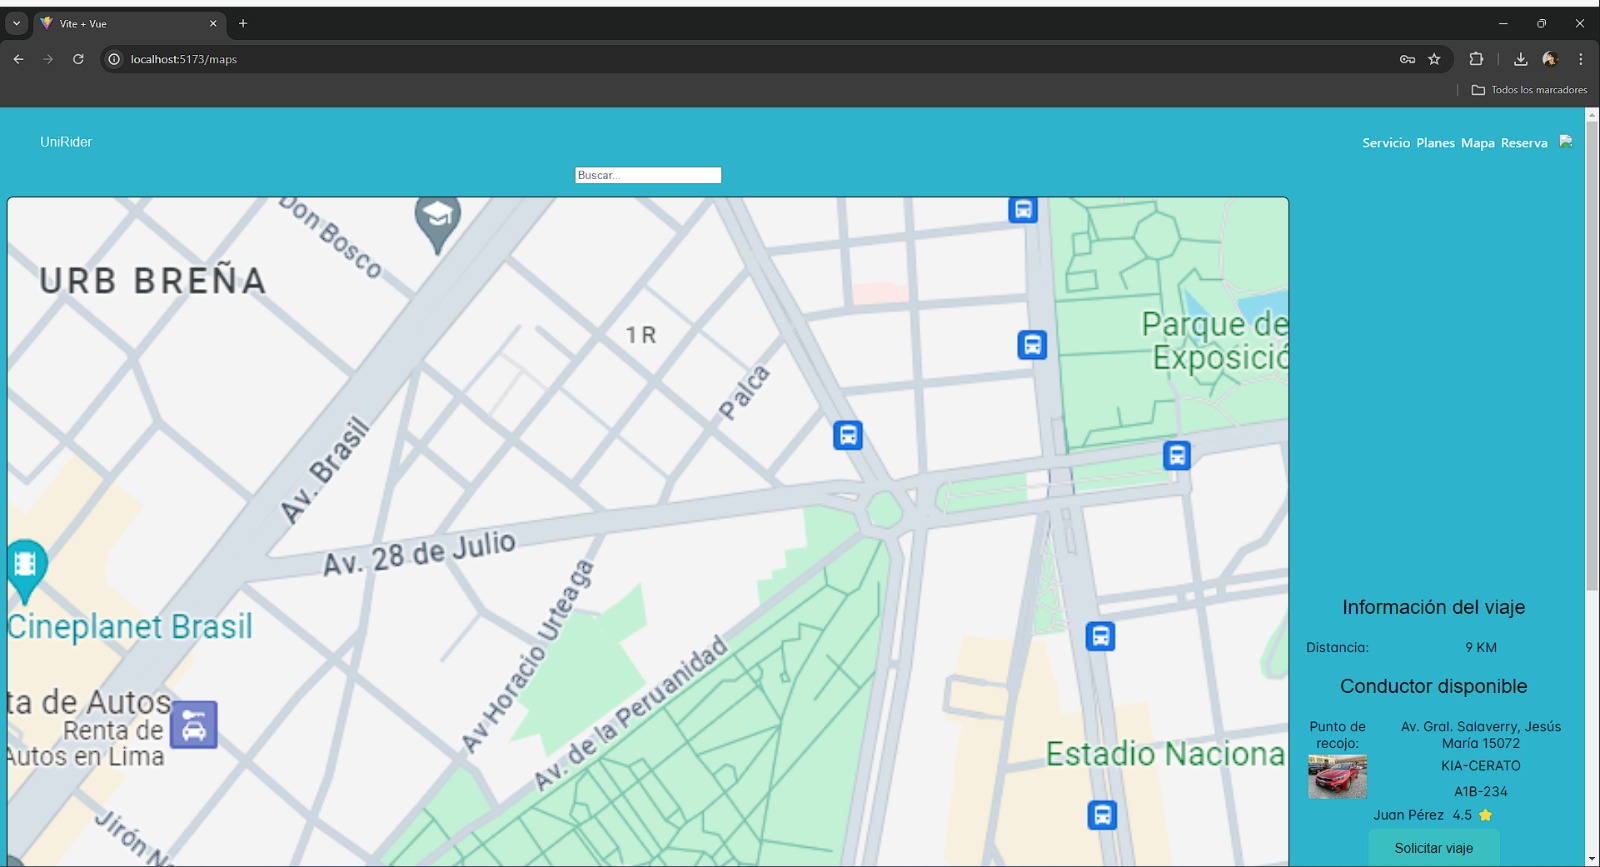 Vite + Vue
localhost:5173/maps
Todos los marcadores
UniRider
Servicio Planes Mapa Reserva
Buscar...
Don Bosco
URB BREÑA
1 R
Palca
Parque de
Exposició
Av. Brasil
Av. 28 de Julio
Av Horacio Urteaga
Cineplanet Brasil
Av. de la Peruanidad
ta de Autos
Renta de
Autos en Lima
Estadio Naciona
Jirón Na
Información del viaje
Distancia: 9 KM
Conductor disponible
Punto de recojo: Av. Gral. Salaverry, Jesús María 15072
KIA-CERATO
A1B-234
Juan Pérez 4.5 ⭐
Solicitar viaje